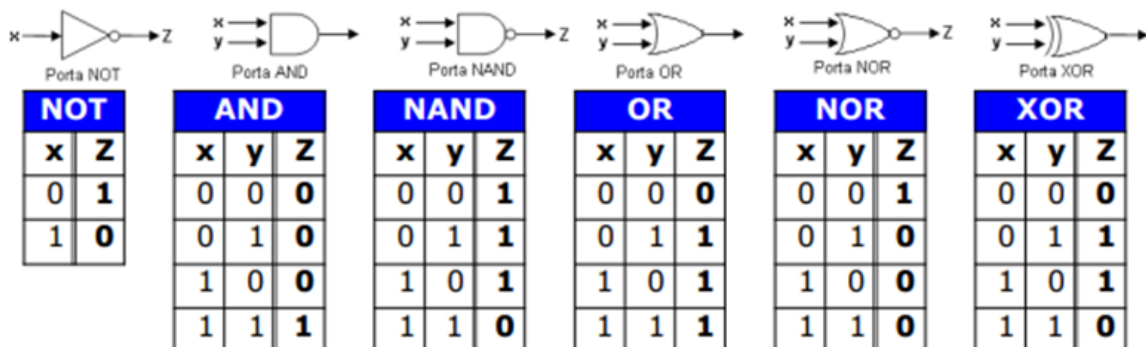 x Z x y x y Z x y x y Z x y
Porta NOT Porta AND Porta NAND Porta OR Porta NOR Porta XOR
NOT AND NAND OR NOR XOR
x Z x y Z x y Z x y Z x y Z x y Z
0 1 0 0 0 0 0 1 0 0 0 0 0 1 0 0 0
1 0 0 1 0 0 1 1 0 1 1 0 1 0 0 1 1
1 0 0 1 0 1 1 0 1 1 0 0 1 0 1
1 1 1 1 1 0 1 1 1 1 1 0 1 1 0